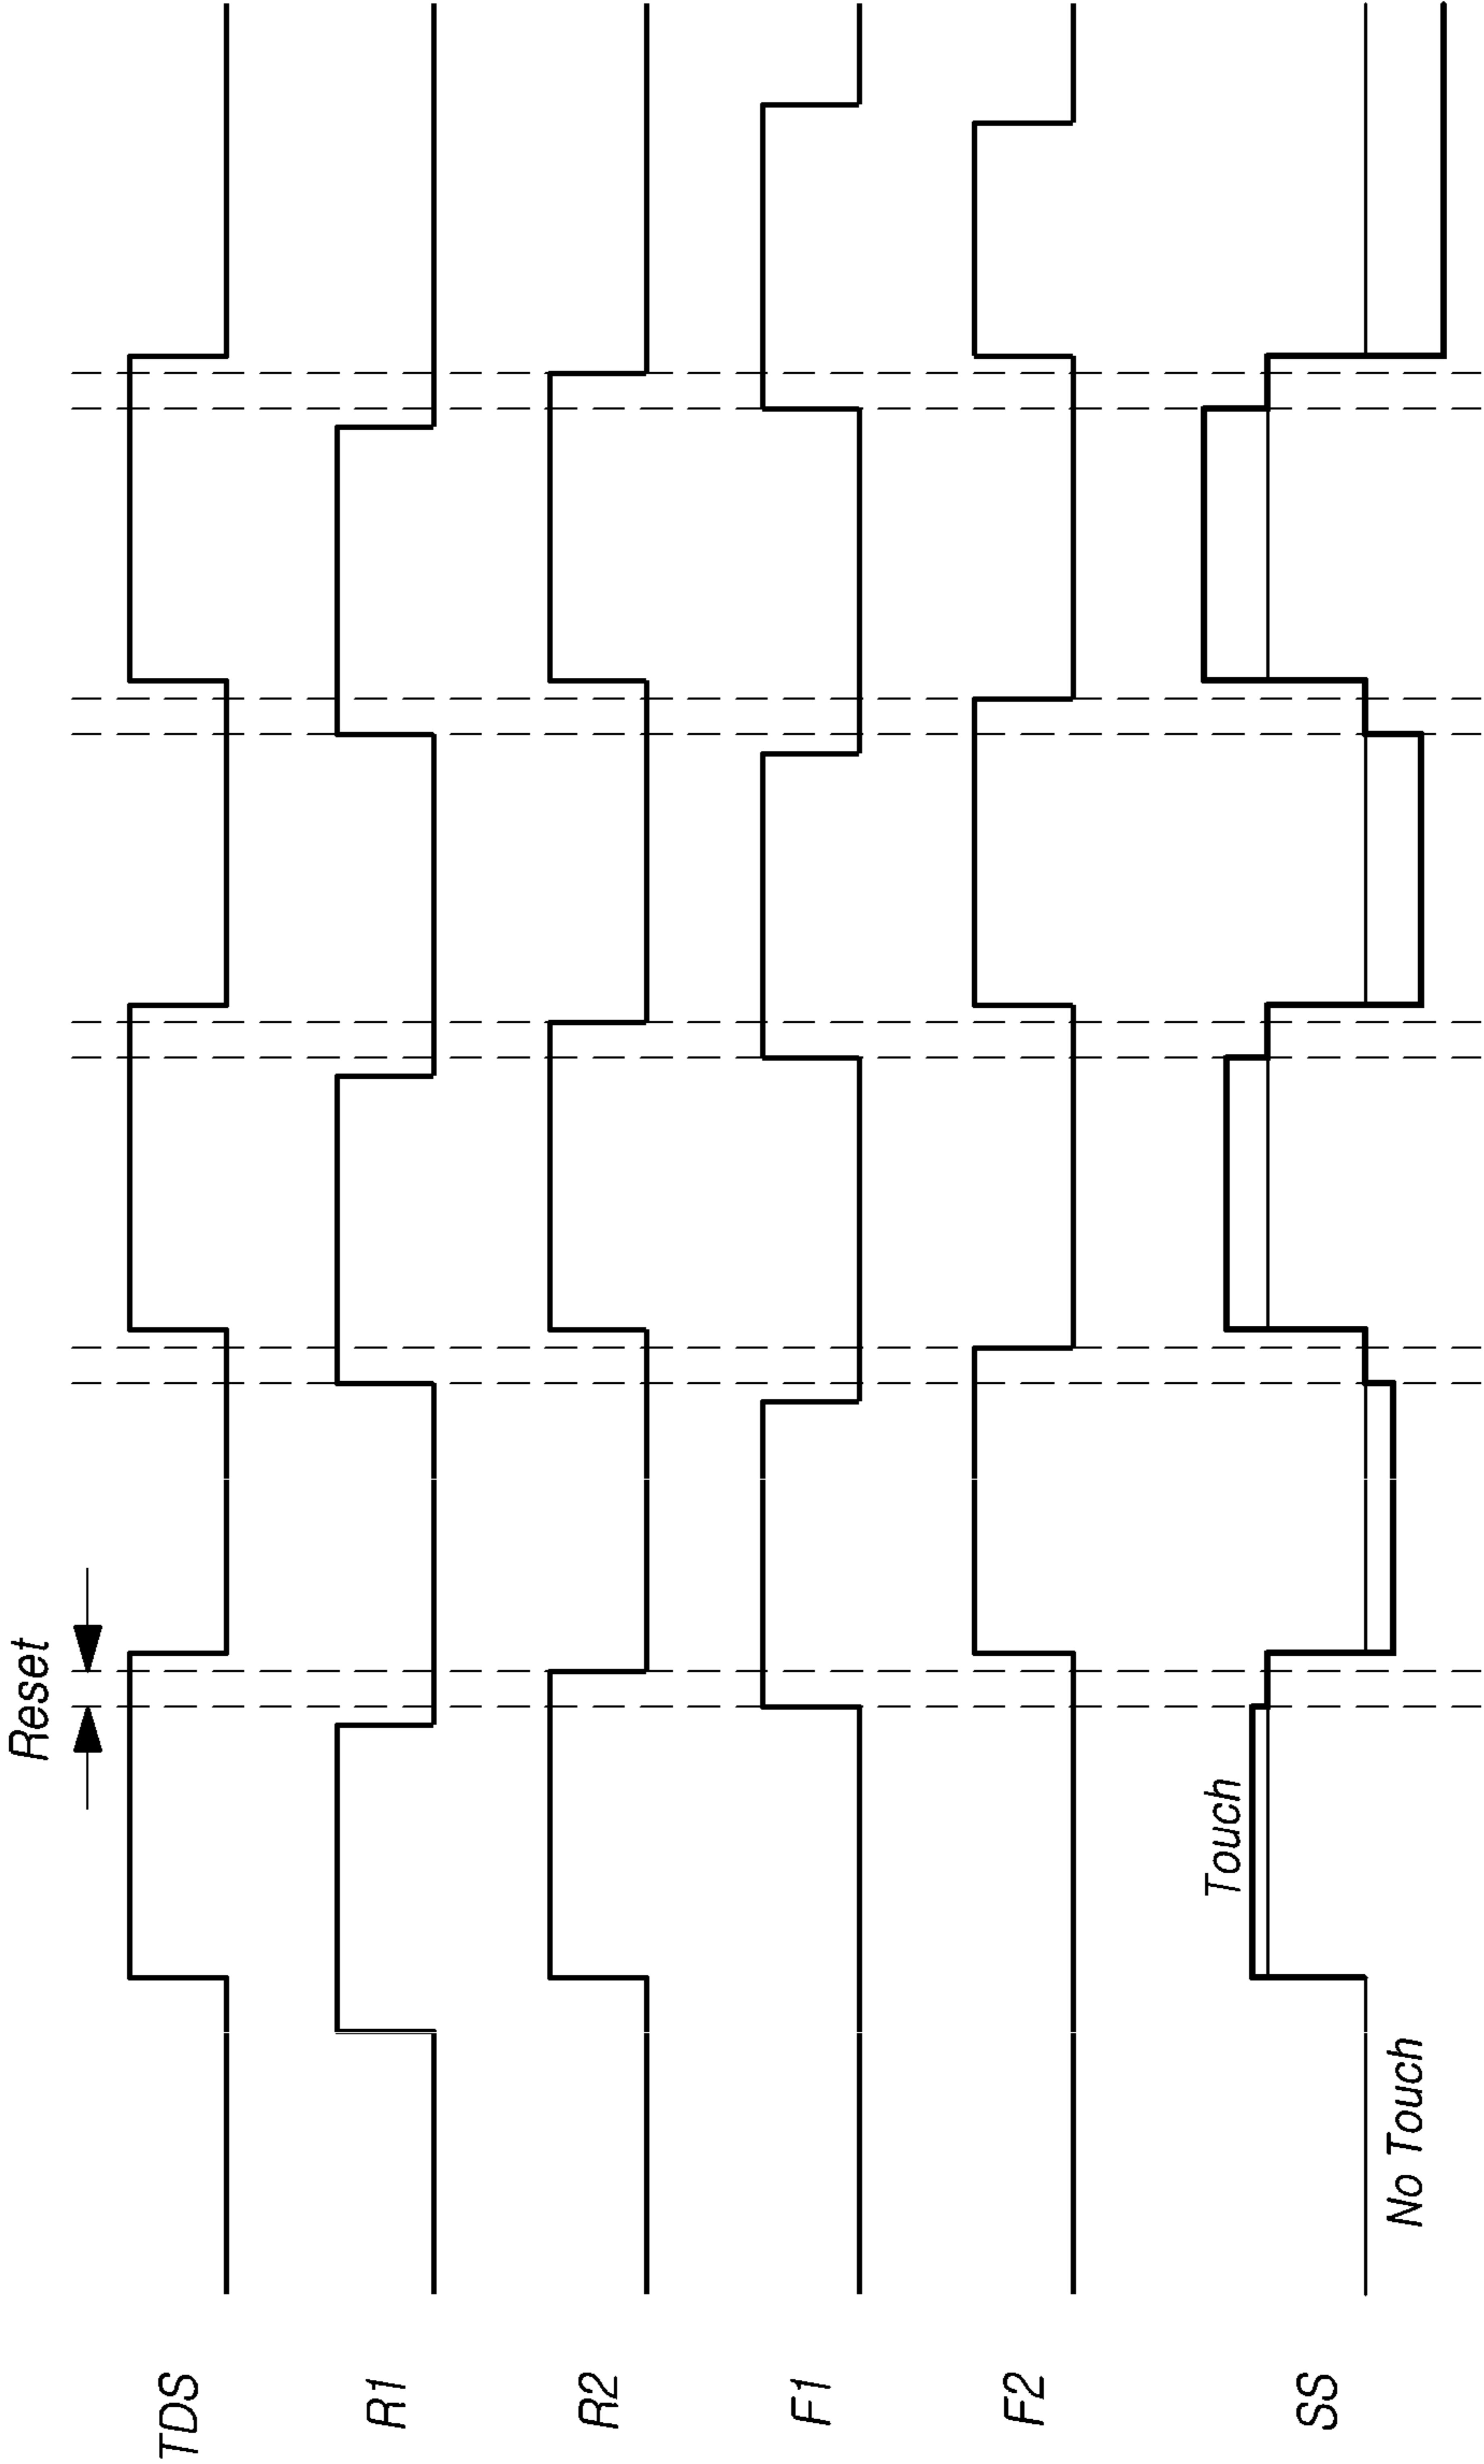 Reset
TDS
R1
R2
F1
F2
Touch
SS
No Touch